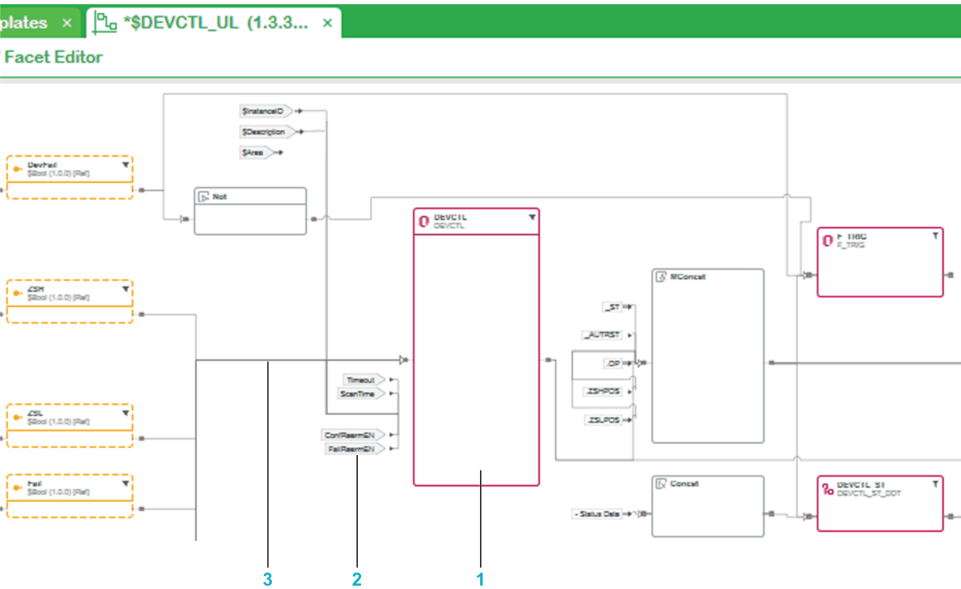 plates ×
*$DEVCTL_UL (1.3.3... ×
Facet Editor
$InstanceID
$Description
$Area
DevFail
$Bool (1.0.0) [Ref]
Not
DEVCTL
DEVCTL
F_TRIG
F_TRIG
ZSH
$Bool (1.0.0) [Ref]
MConcat
_ST
_AUTRST
.OP
.ZSHPOS
.ZSLPOS
Timeout
ScanTime
ConfRearmEN
FailRearmEN
ZSL
$Bool (1.0.0) [Ref]
Fail
$Bool (1.0.0) [Ref]
Concat
- Status Data
DEVCTL_ST
DEVCTL_ST_DDT
3
2
1